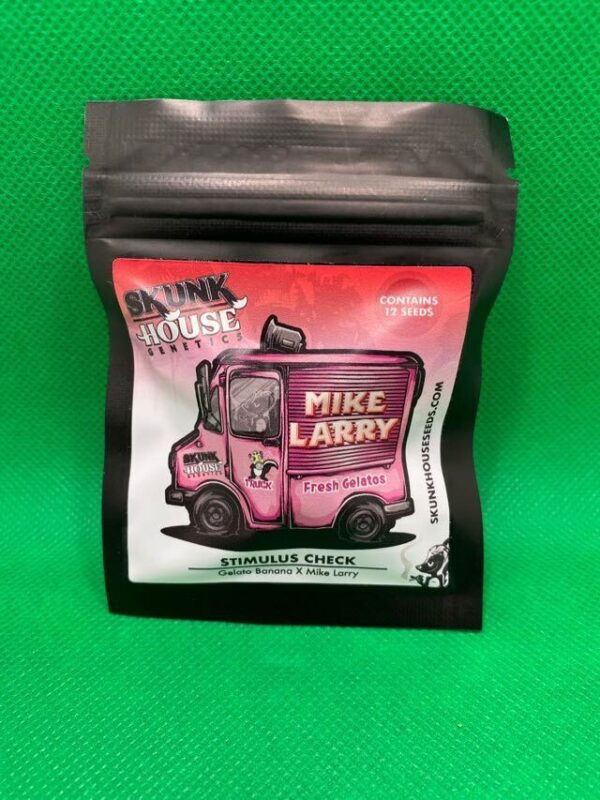 SKUNK
HOUSE
GENETICS
CONTAINS
12 SEEDS
MIKE
LARRY
SKUNK
HOUSE
GENETICS
TRUCK
Fresh Gelatos
SKUNKHOUSESEEDS.COM
STIMULUS CHECK
Gelato Banana X Mike Larry